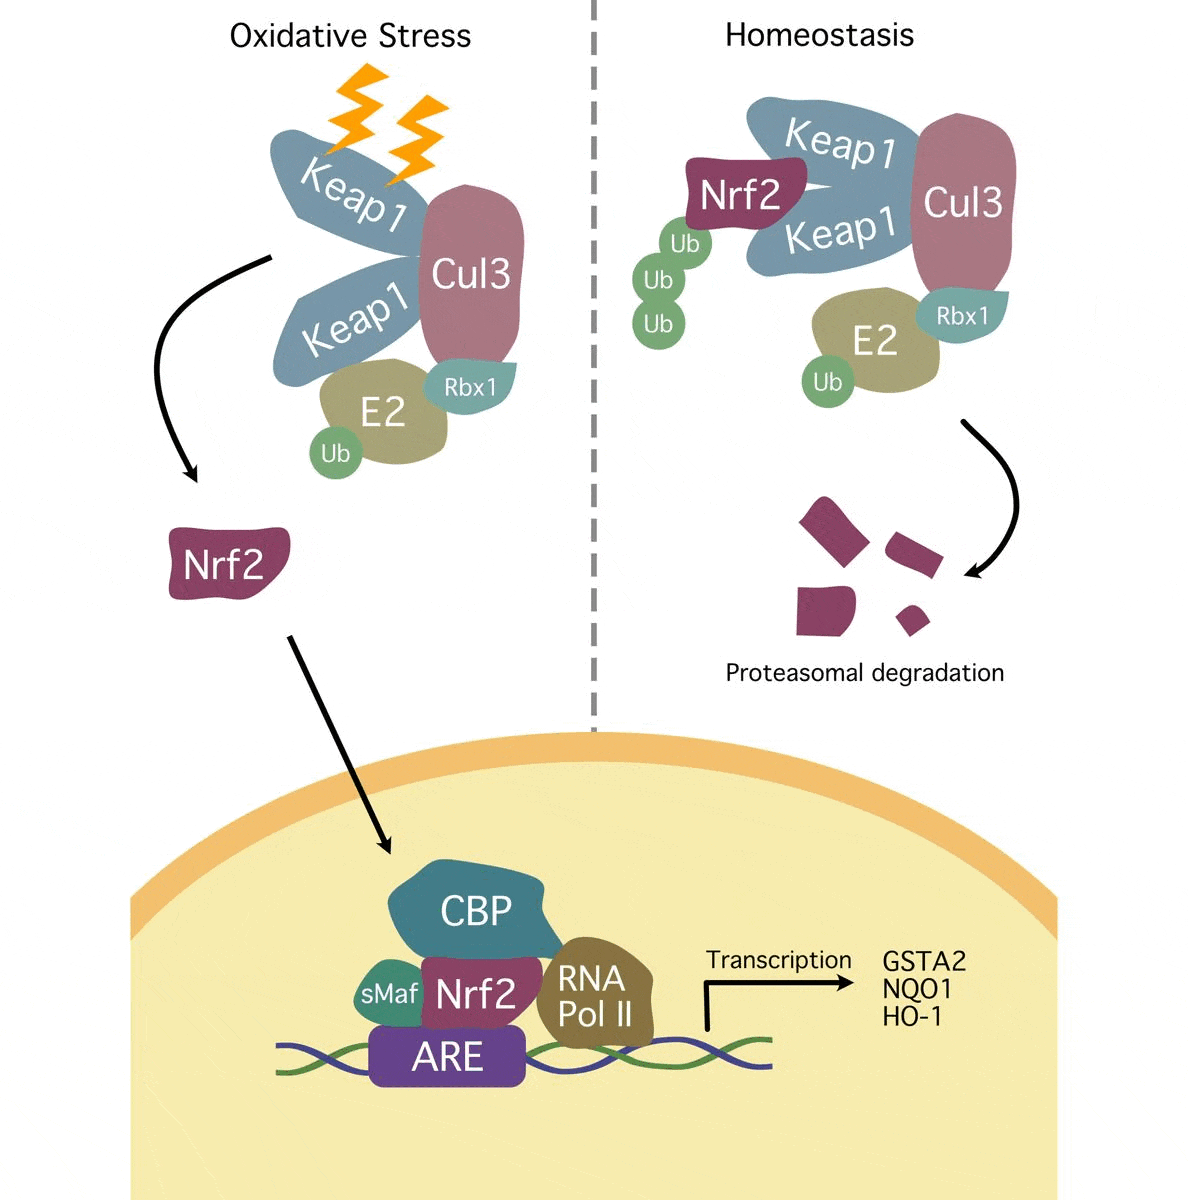 Oxidative Stress
Keap1
Keap1
Cul3
Rbx1
E2
Ub
Nrf2
Homeostasis
Keap1
Nrf2
Keap1
Cul3
Ub
Ub
Ub
Rbx1
E2
Ub
Proteasomal degradation
CBP
sMaf
Nrf2
RNA
Pol II
ARE
Transcription
GSTA2
NQO1
HO-1